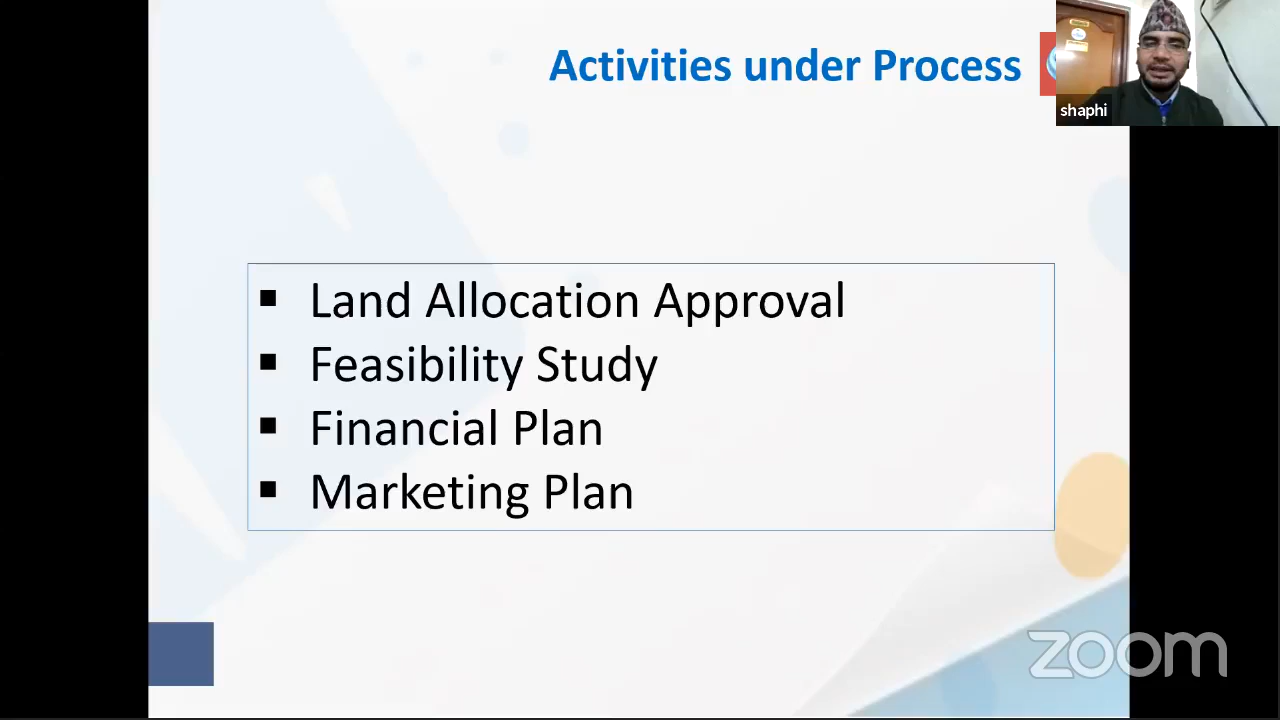 Activities under Process
shaphi
▪ Land Allocation Approval
▪ Feasibility Study
▪ Financial Plan
▪ Marketing Plan
zoom